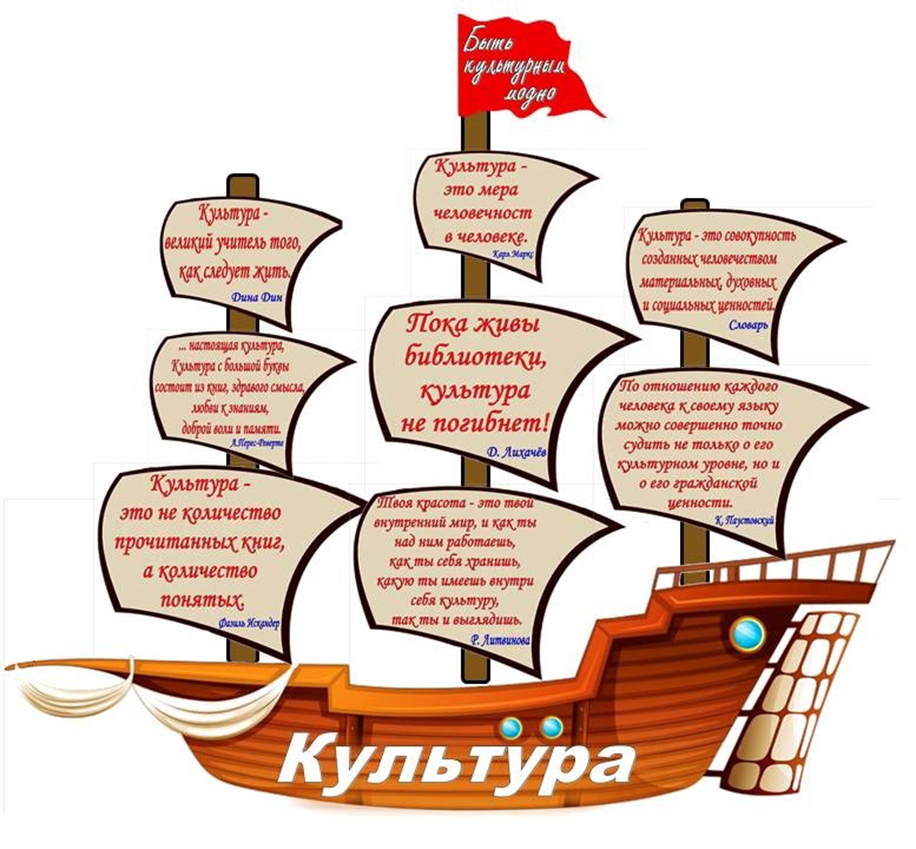 Быть
культурным
модно
Культура -
это мера
человечност
в человеке.
Карл Маркс
Культура -
великий учитель того,
как следует жить.
Дина Дин
Культура - это совокупность
созданных человечеством
материальных, духовных
и социальных ценностей.
Словарь
Пока живы
библиотеки,
культура
не погибнет!
Д. Лихачёв
... настоящая культура,
Культура с большой буквы
состоит из книг, здравого смысла,
любви к знаниям,
доброй воли и памяти.
А.Перес-Реверте
По отношению каждого
человека к своему языку
можно совершенно точно
судить не только о его
культурном уровне, но и
о его гражданской
ценности.
К. Паустовский
Культура -
это не количество
прочитанных книг,
а количество
понятых.
Фазиль Искандер
Твоя красота - это твой
внутренний мир, и как ты
над ним работаешь,
как ты себя хранишь,
какую ты имеешь внутри
себя культуру,
так ты и выглядишь.
Р. Литвинова
Культура